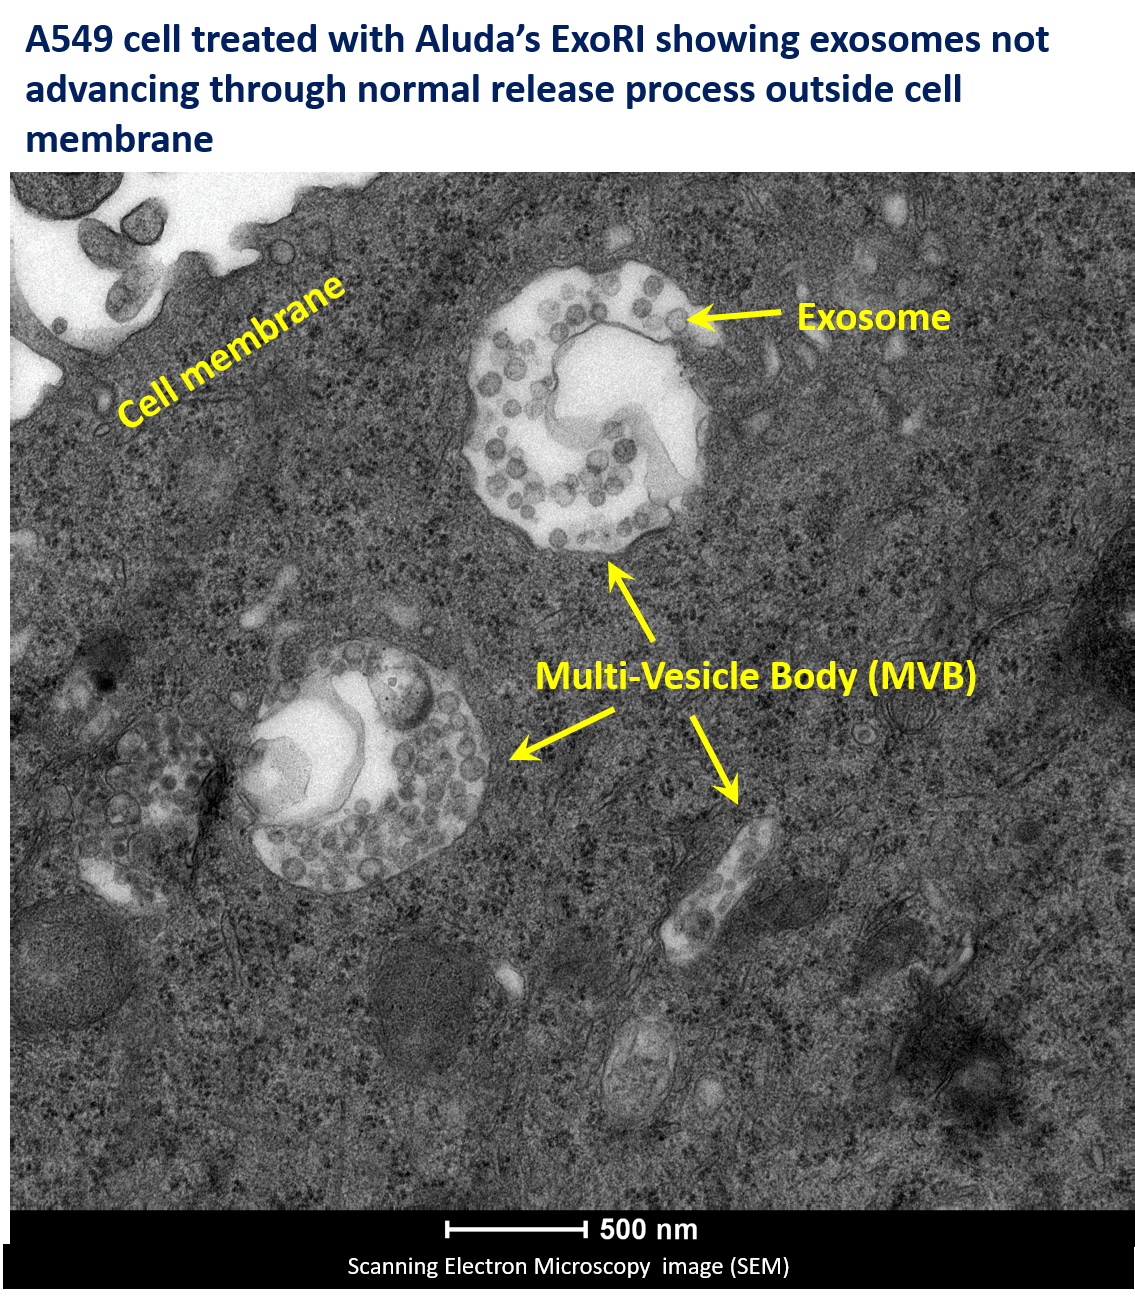 A549 cell treated with Aluda’s ExoRI showing exosomes not
advancing through normal release process outside cell
membrane
Cell membrane
Exosome
Multi-Vesicle Body (MVB)
500 nm
Scanning Electron Microscopy  image (SEM)